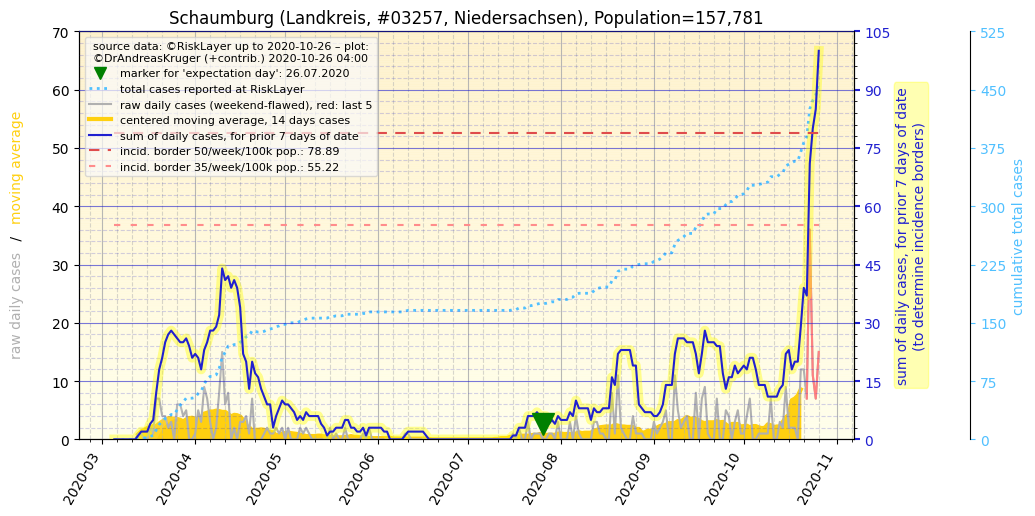 Schaumburg (Landkreis, #03257, Niedersachsen), Population=157,781
source data: ©RiskLayer up to 2020-10-26 – plot:
©DrAndreasKruger (+contrib.) 2020-10-26 04:00
marker for 'expectation day': 26.07.2020
total cases reported at RiskLayer
raw daily cases (weekend-flawed), red: last 5
centered moving average, 14 days cases
sum of daily cases, for prior 7 days of date
incid. border 50/week/100k pop.: 78.89
incid. border 35/week/100k pop.: 55.22
raw daily cases / moving average
70
60
50
40
30
20
10
0
105
90
75
60
45
30
15
0
sum of daily cases, for prior 7 days of date
(to determine incidence borders)
525
450
375
300
225
150
75
0
cumulative total cases
2020-03
2020-04
2020-05
2020-06
2020-07
2020-08
2020-09
2020-10
2020-11